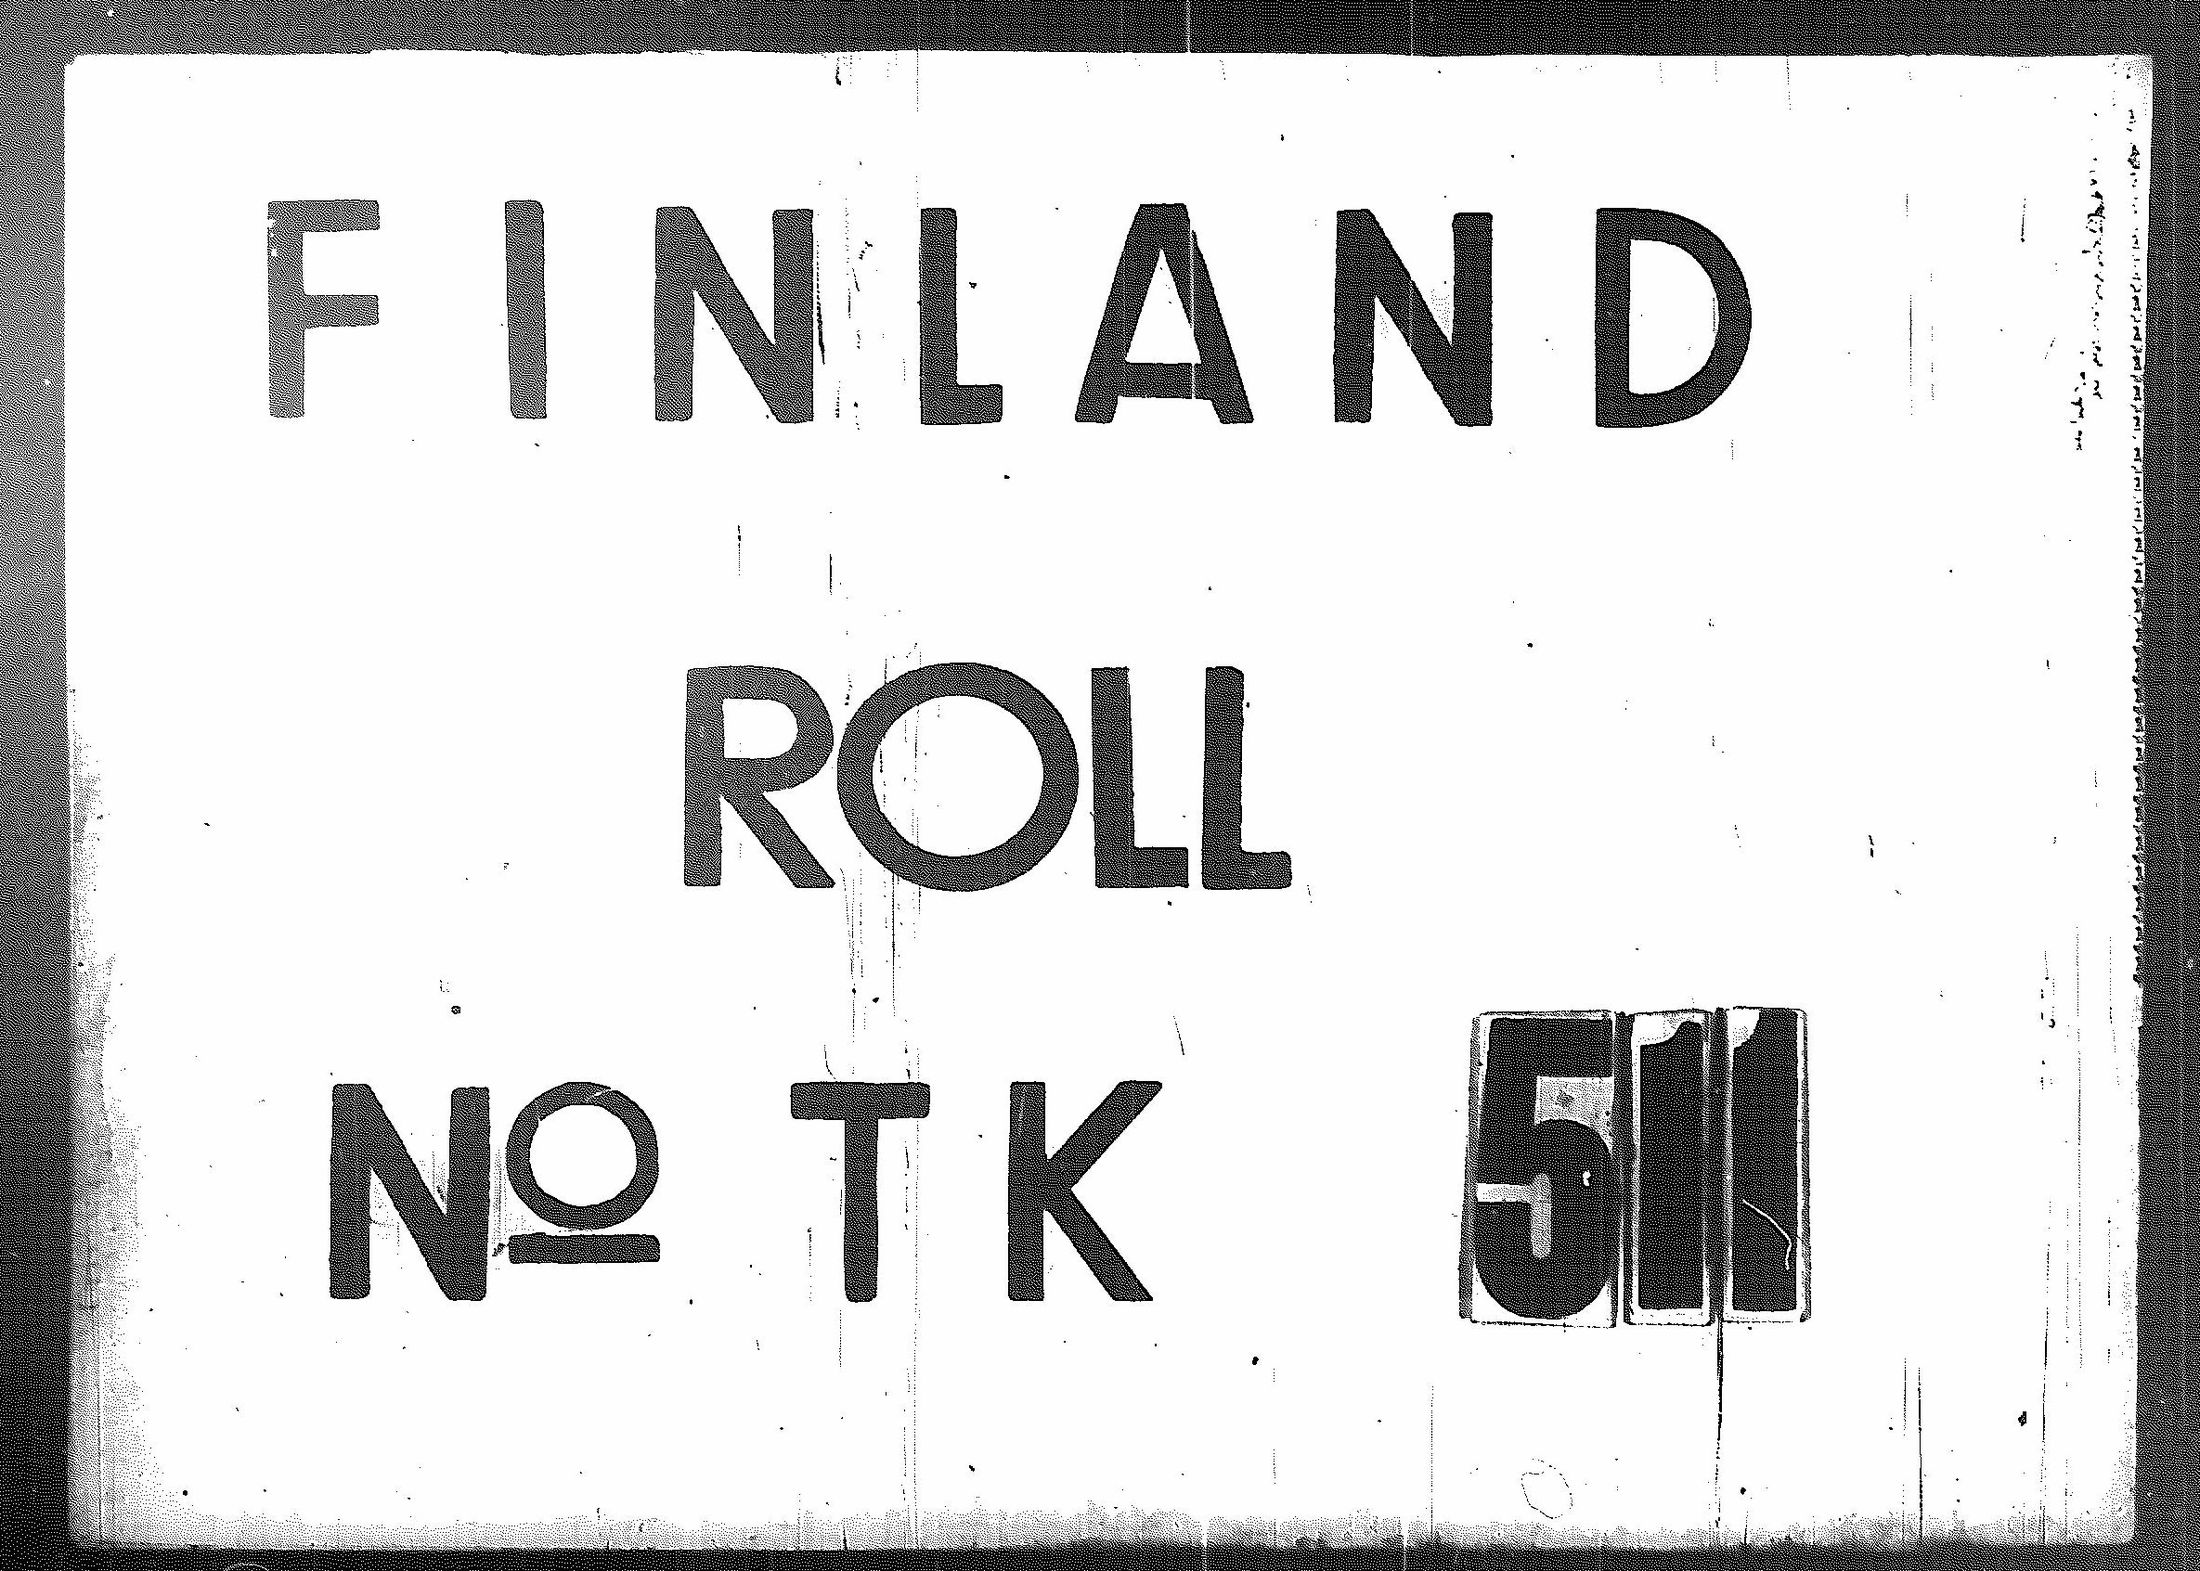 FINLAND
ROLL
Nº TK 511